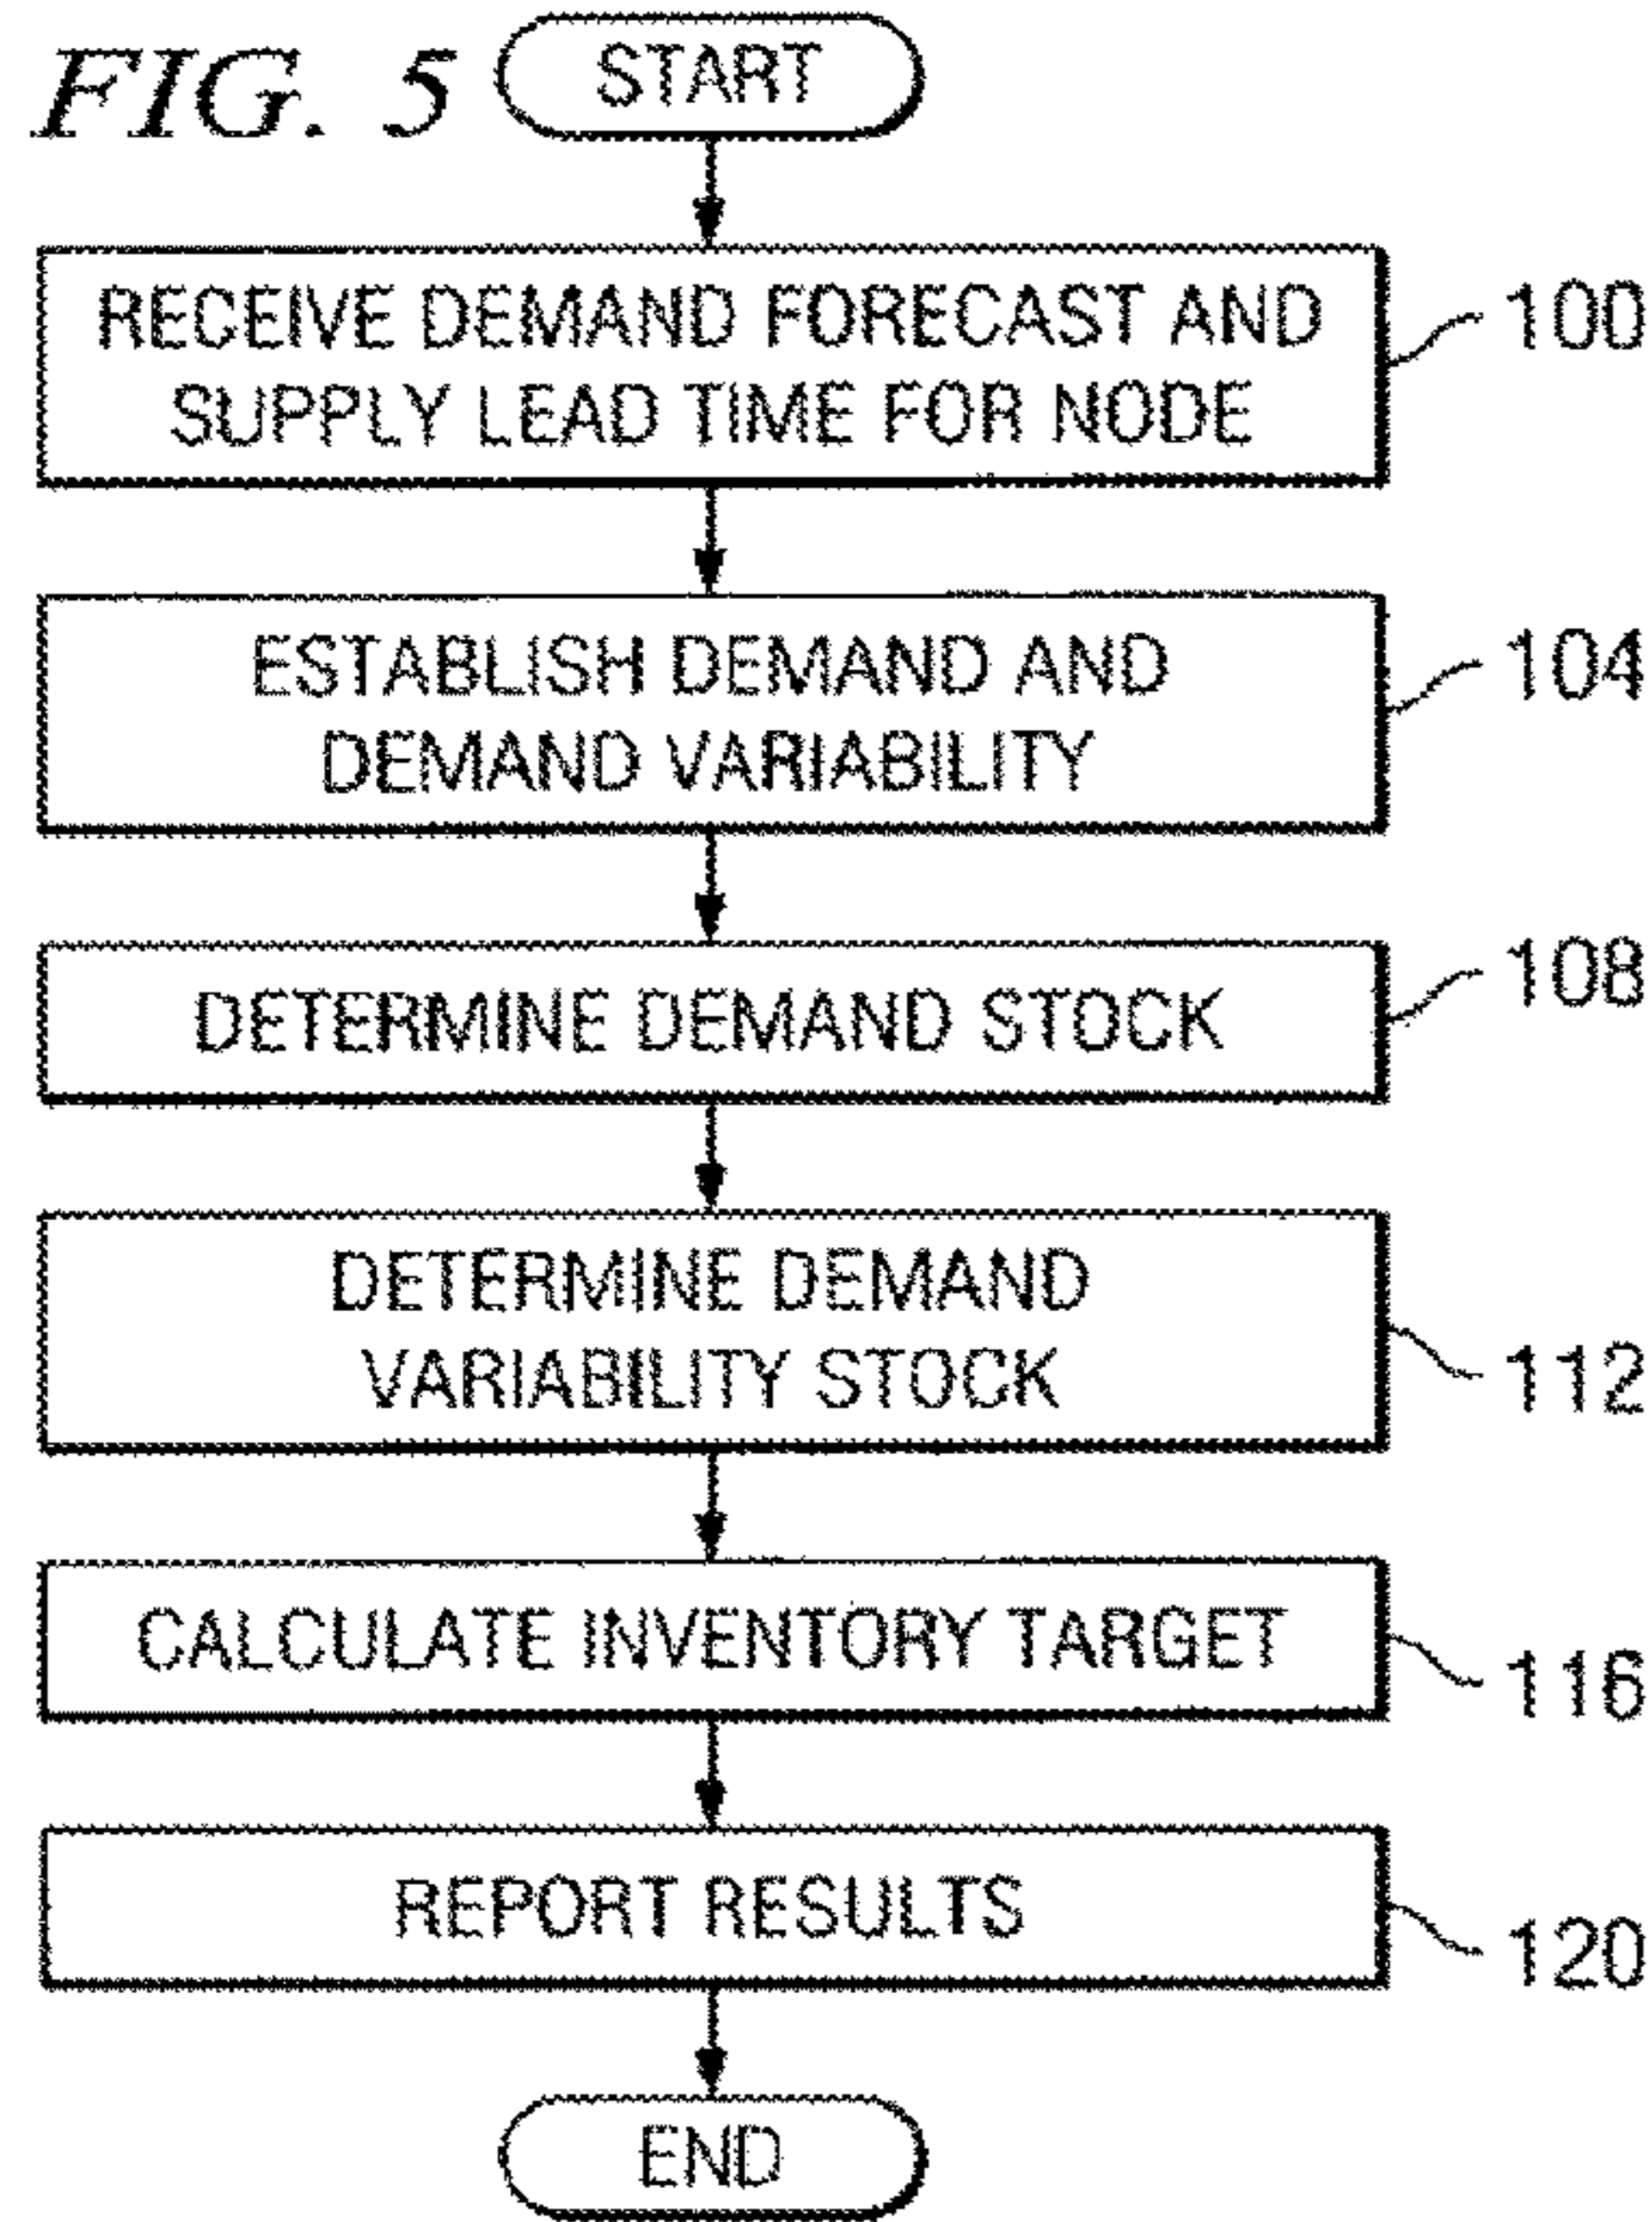 FIG. 5
START
RECEIVE DEMAND FORECAST AND
SUPPLY LEAD TIME FOR NODE
100
ESTABLISH DEMAND AND
DEMAND VARIABILITY
104
DETERMINE DEMAND STOCK
108
DETERMINE DEMAND
VARIABILITY STOCK
112
CALCULATE INVENTORY TARGET
116
REPORT RESULTS
120
END